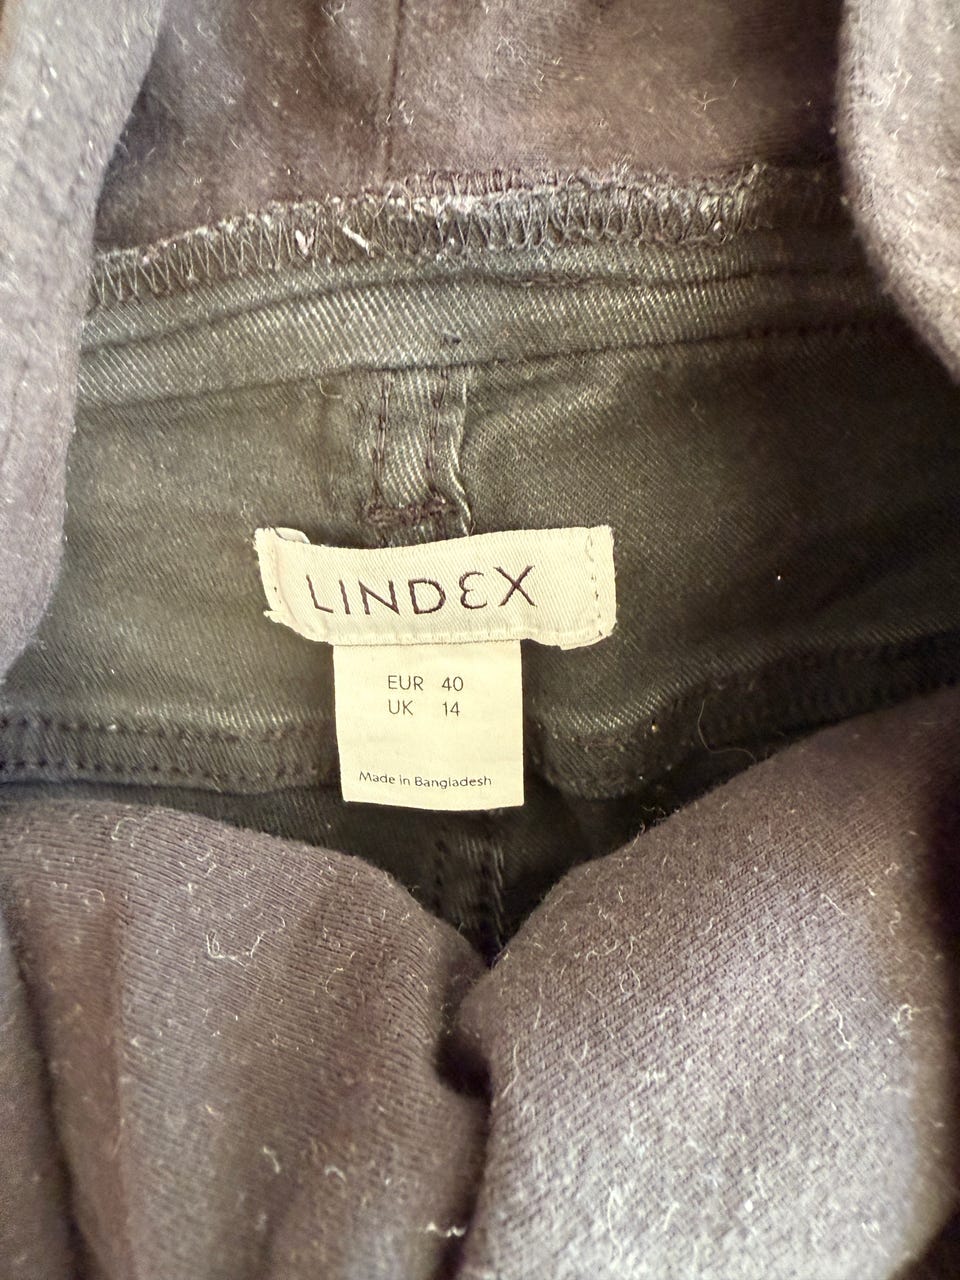 LINDEX
EUR 40
UK 14
Made in Bangladesh